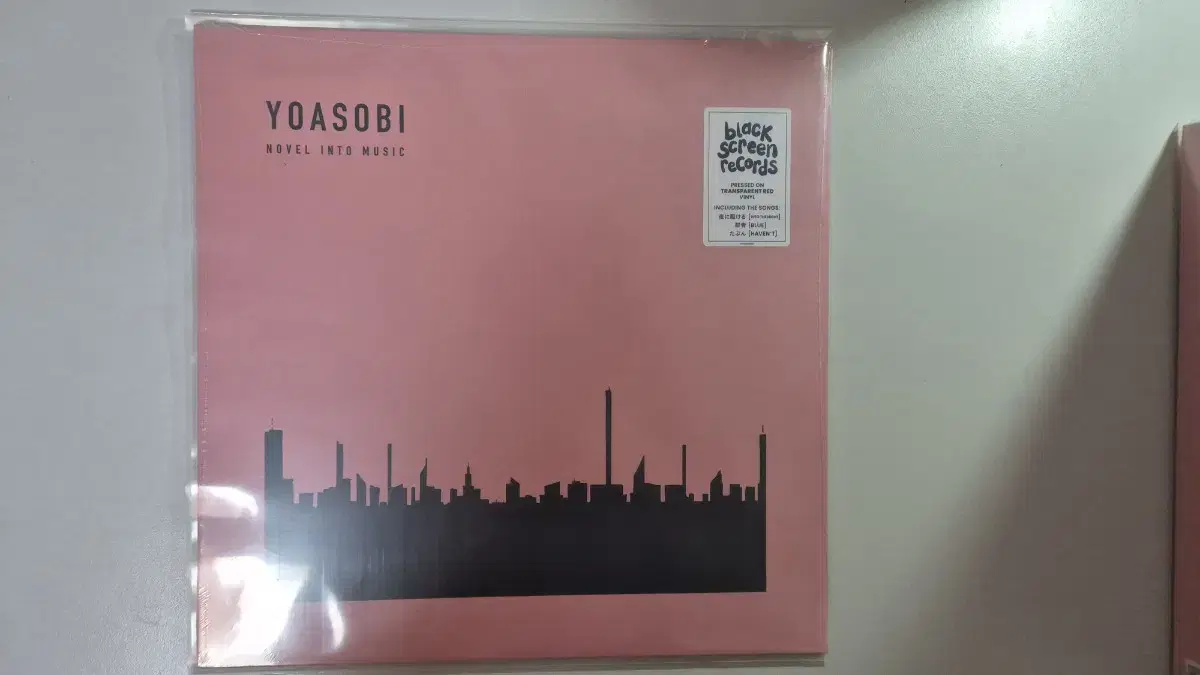 YOASOBI
NOVEL INTO MUSIC
black
screen
records
PRESSED ON
TRANSPARENT RED
VINYL
INCLUDING THE SONGS:
夜に駆ける
群青 [BLUE]
たぶん [HAVEN'T]